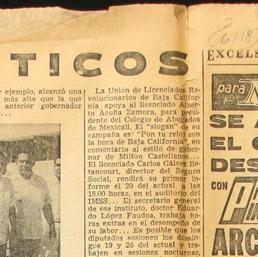 TICOS
r ejemplo, alcanzó una
más alta que la que
anterior gobernador
La Unión de Licenciados Re-
volucionarios de Baja California
apoya al licenciado Alber-
to Acuña Zamora, para presi-
dente del Colegio de Abogados
de Mexicali. El "slogan" de su
campaña es: "Pon tu reloj con
la hora de Baja California", en
comentario al estilo de gober-
nar de Milton Castellanos...
El licenciado Carlos Gálvez Be-
tancourt, director del Seguro
Social, rendirá su primer informe
el 20 del actual, a las
18.00 horas, en el auditorio del
IMSS... El secretario general
de ese instituto, doctor Eduar-
do López Faudoa, trabaja ho-
ras extras en el desempeño de
su labor... Es posible que los
diputados sesionen los domin-
gos 19 y 26 del actual y tra-
bajen en sesiones nocturnas,
EXCELS
para
SE A
EL C
DES
CON
ARC